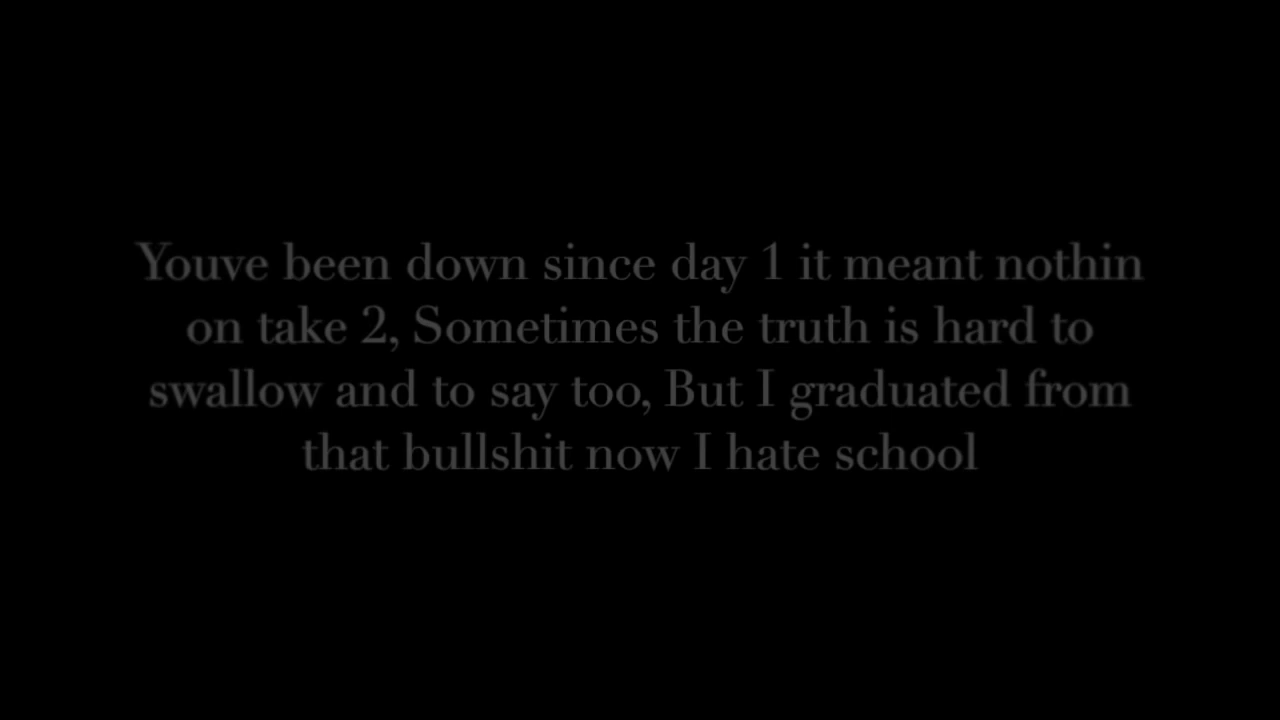 Youve been down since day 1 it meant nothin
on take 2, Sometimes the truth is hard to
swallow and to say too, But I graduated from
that bullshit now I hate school